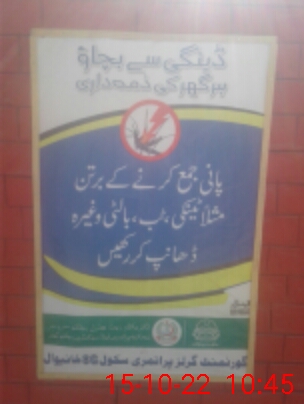 ڈینگی سے بچاؤ
ہر گھر کی ذمہ داری
پانی جمع کرنے کے برتن
مثلاً ٹینکی، ٹب، بالٹی وغیرہ
ڈھانپ کر رکھیں
گورنمنٹ گرلز پرائمری سکول 8G خانیوال
15-10-22 10:45